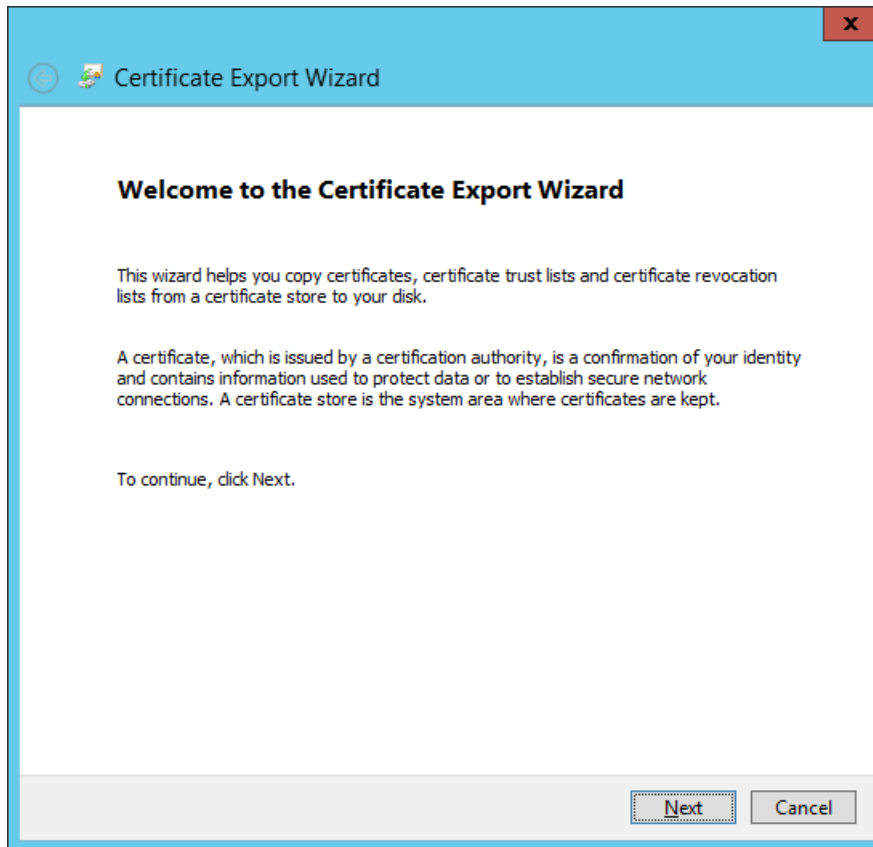 x
Certificate Export Wizard
Welcome to the Certificate Export Wizard
This wizard helps you copy certificates, certificate trust lists and certificate revocation
lists from a certificate store to your disk.
A certificate, which is issued by a certification authority, is a confirmation of your identity
and contains information used to protect data or to establish secure network
connections. A certificate store is the system area where certificates are kept.
To continue, click Next.
Next Cancel